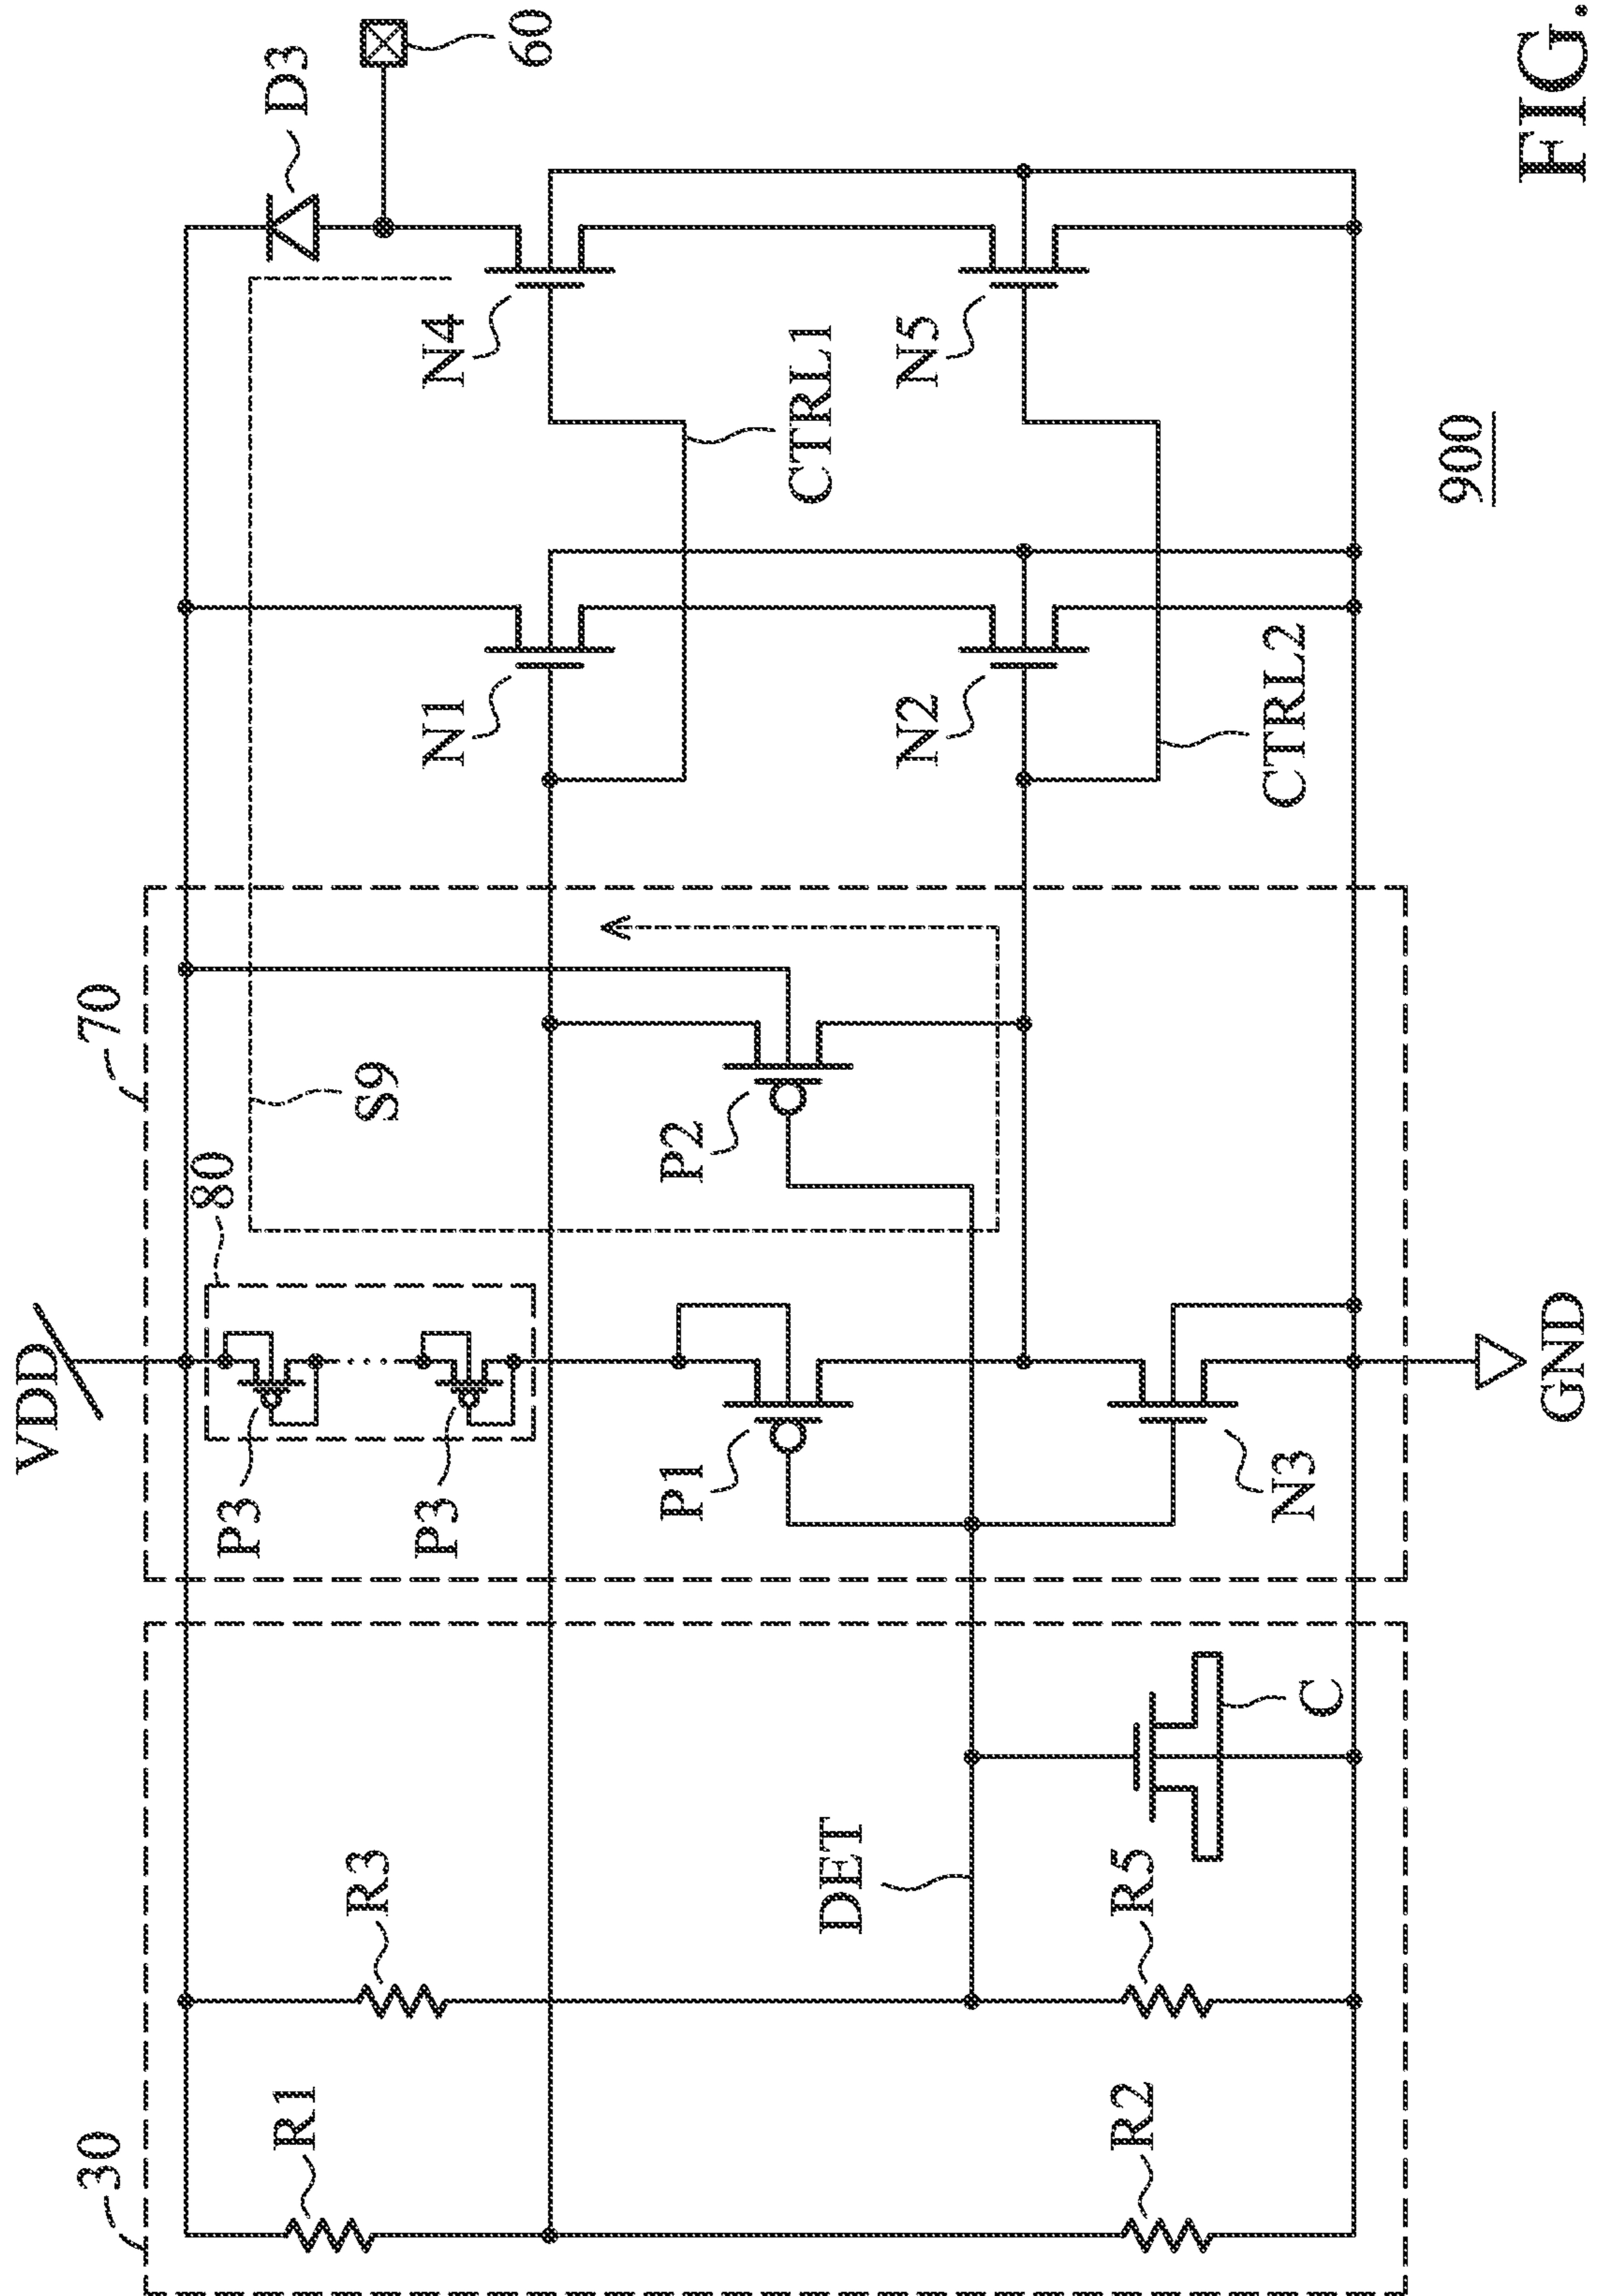 30
R1
R2
R3
R5
DET
C
70
VDD
80
P3
P3
P1
N3
GND
P2
S9
N1
N2
CTRL1
CTRL2
N4
N5
D3
60
900
FIG.